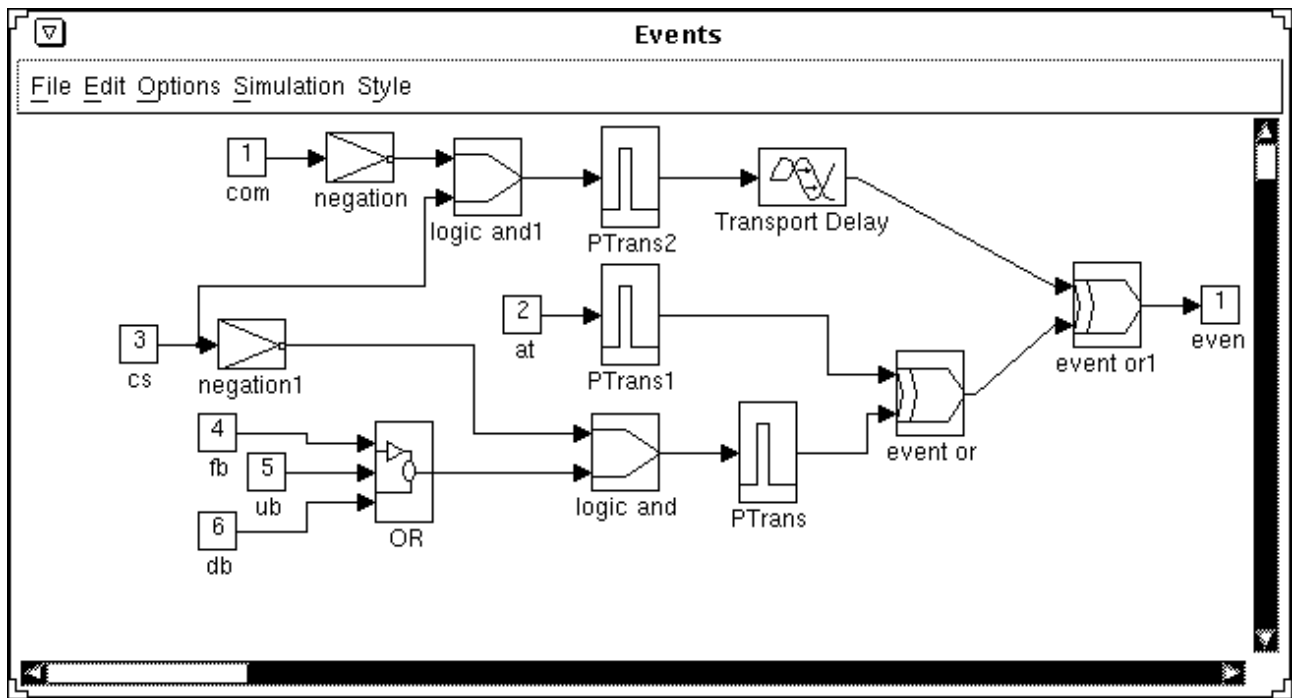 Events
File Edit Options Simulation Style
1
com
negation
logic and1
PTrans2
Transport Delay
2
at
PTrans1
3
cs
negation1
event or1
1
even
4
fb
5
ub
6
db
OR
logic and
PTrans
event or